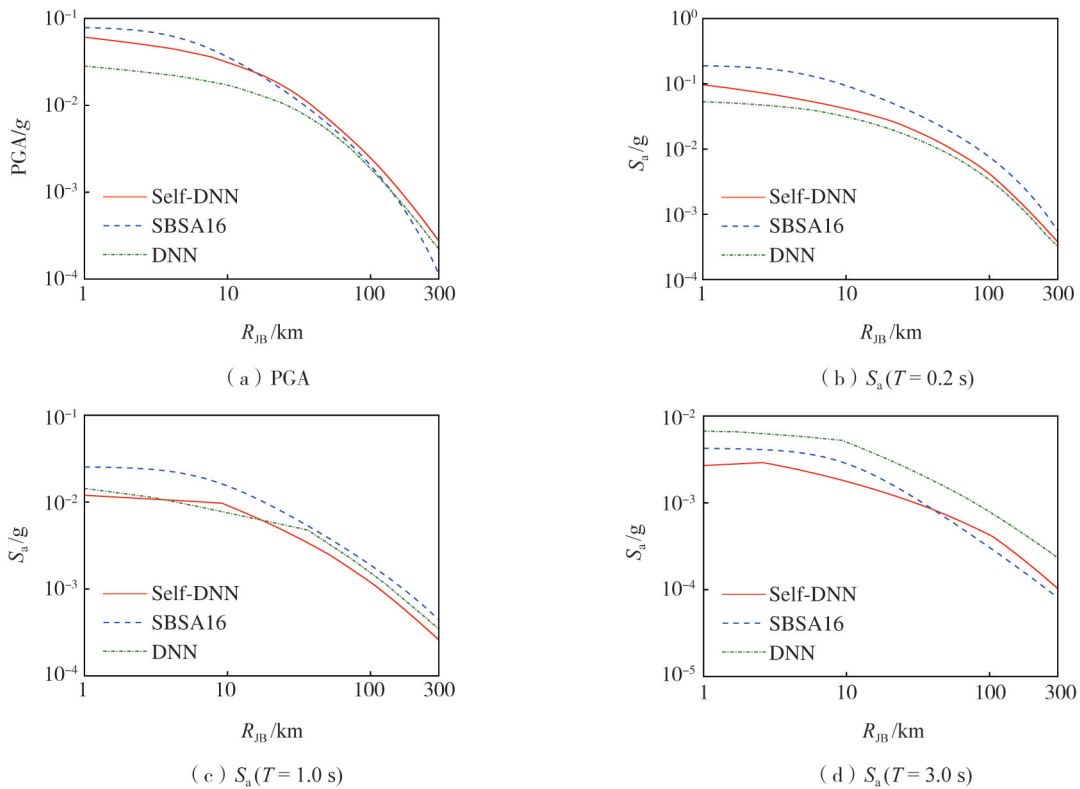 10⁻¹
10⁻²
10⁻³
10⁻⁴
PGA/g
Self-DNN
SBSA16
DNN
1
10
100
300
R_JB/km
（a）PGA
10⁰
10⁻¹
10⁻²
10⁻³
10⁻⁴
S_a/g
Self-DNN
SBSA16
DNN
1
10
100
300
R_JB/km
（b）S_a(T = 0.2 s)
10⁻¹
10⁻²
10⁻³
10⁻⁴
S_a/g
Self-DNN
SBSA16
DNN
1
10
100
300
R_JB/km
（c）S_a(T = 1.0 s)
10⁻²
10⁻³
10⁻⁴
10⁻⁵
S_a/g
Self-DNN
SBSA16
DNN
1
10
100
300
R_JB/km
（d）S_a(T = 3.0 s)